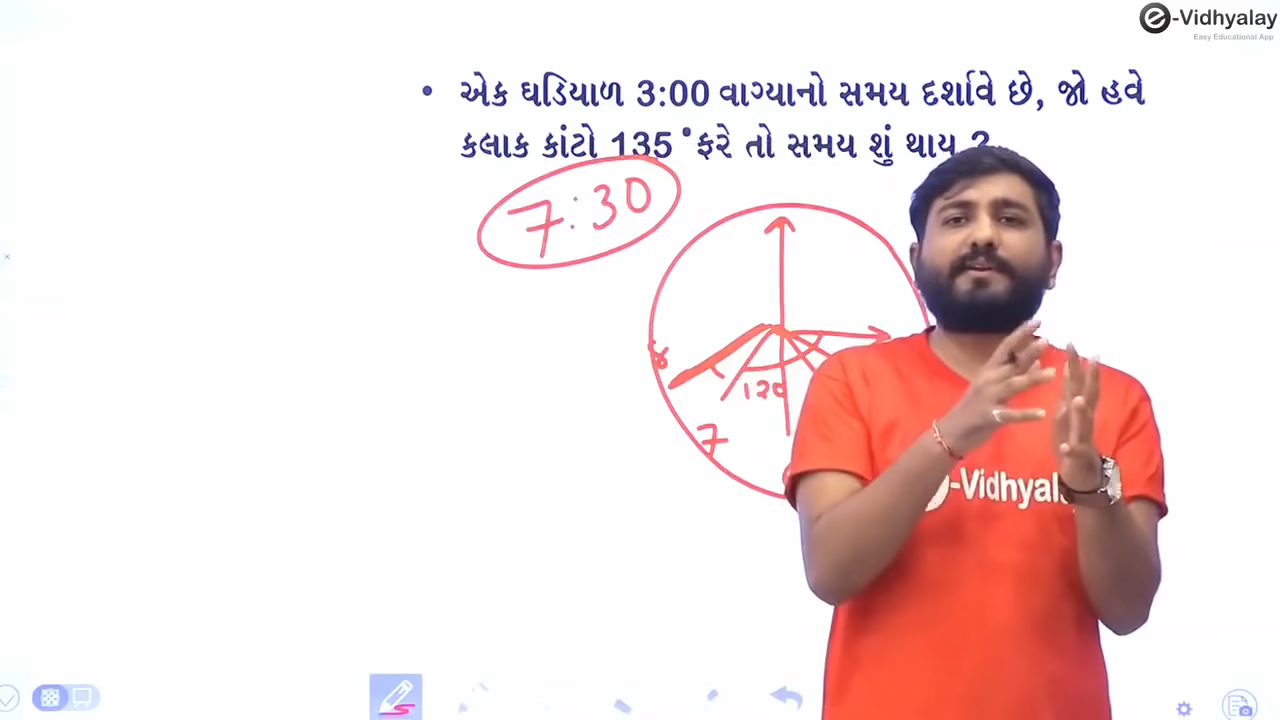 e-Vidhyalay
Easy Educational App
• એક ઘડિયાળ 3:00 વાગ્યાનો સમય દર્શાવે છે, જો હવે
કલાક કાંટો 135° ફરે તો સમય શું થાય ?
7:30
120
7
-Vidhyalay